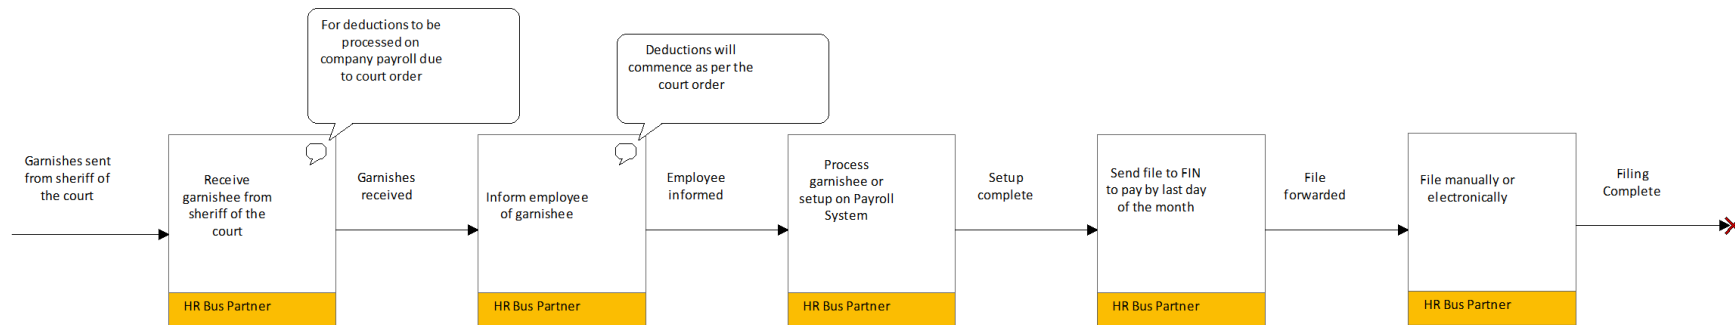 For deductions to be
processed on
company payroll due
to court order
Deductions will
commence as per the
court order
Garnishes sent
from sheriff of
the court
Receive
garnishee from
sheriff of the
court
HR Bus Partner
Garnishes
received
Inform employee
of garnishee
HR Bus Partner
Employee
informed
Process
garnishee or
setup on Payroll
System
HR Bus Partner
Setup
complete
Send file to FIN
to pay by last day
of the month
HR Bus Partner
File
forwarded
File manually or
electronically
HR Bus Partner
Filing
Complete